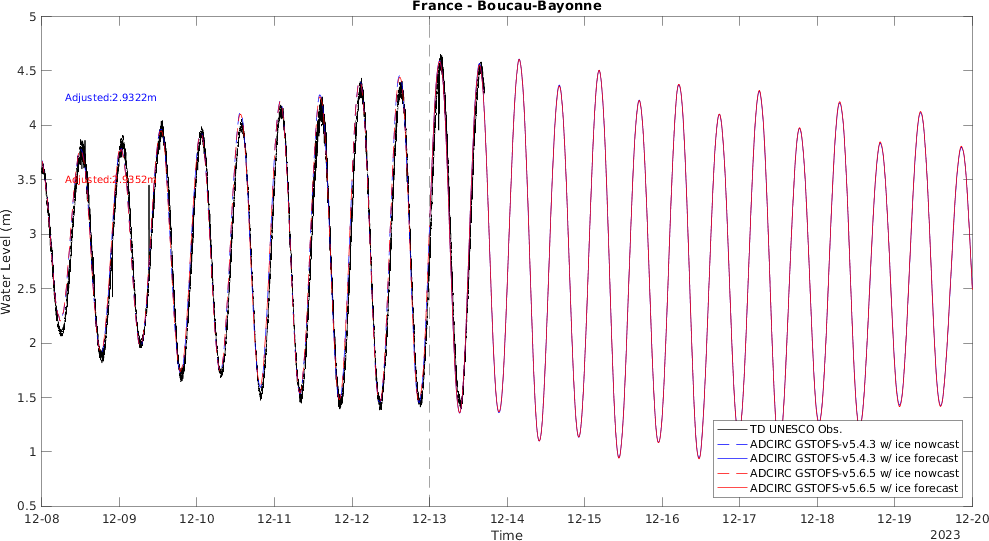 France - Boucau-Bayonne
5
4.5
4
3.5
3
2.5
2
1.5
1
0.5
Water Level (m)
Adjusted:2.9322m
Adjusted:2.9352m
TD UNESCO Obs.
ADCIRC GSTOFS-v5.4.3 w/ ice nowcast
ADCIRC GSTOFS-v5.4.3 w/ ice forecast
ADCIRC GSTOFS-v5.6.5 w/ ice nowcast
ADCIRC GSTOFS-v5.6.5 w/ ice forecast
12-08 12-09 12-10 12-11 12-12 12-13 12-14 12-15 12-16 12-17 12-18 12-19 12-20
Time
2023